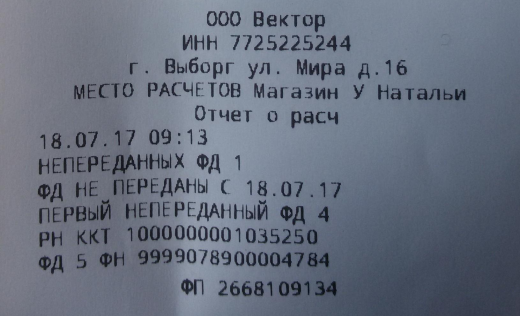 ООО Вектор
ИНН 7725225244
г. Выборг ул. Мира д.16
МЕСТО РАСЧЕТОВ Магазин У Натальи
Отчет о расч
18.07.17 09:13
НЕПЕРЕДАННЫХ ФД 1
ФД НЕ ПЕРЕДАНЫ С 18.07.17
ПЕРВЫЙ НЕПЕРЕДАННЫЙ ФД 4
РН ККТ 1000000001035250
ФД 5 ФН 9999078900004784
ФП 2668109134